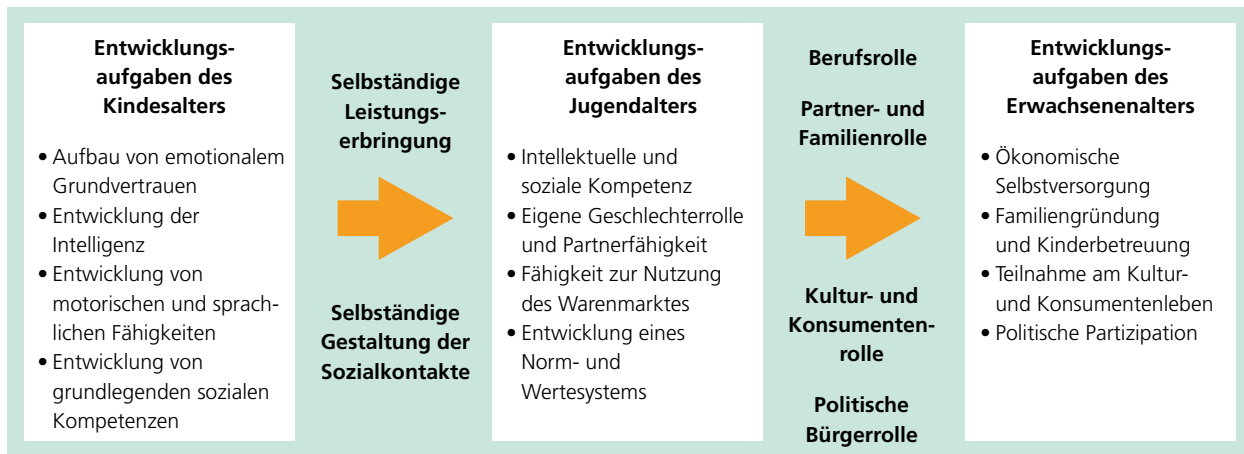 Entwicklungs-
aufgaben des
Kindesalters
• Aufbau von emotionalem
Grundvertrauen
• Entwicklung der
Intelligenz
• Entwicklung von
motorischen und sprach-
lichen Fähigkeiten
• Entwicklung von
grundlegenden sozialen
Kompetenzen
Selbständige
Leistungs-
erbringung
Selbständige
Gestaltung der
Sozialkontakte
Entwicklungs-
aufgaben des
Jugendalters
• Intellektuelle und
soziale Kompetenz
• Eigene Geschlechterrolle
und Partnerfähigkeit
• Fähigkeit zur Nutzung
des Warenmarktes
• Entwicklung eines
Norm- und
Wertesystems
Berufsrolle
Partner- und
Familienrolle
Kultur- und
Konsumenten-
rolle
Politische
Bürgerrolle
Entwicklungs-
aufgaben des
Erwachsenenalters
• Ökonomische
Selbstversorgung
• Familiengründung
und Kinderbetreuung
• Teilnahme am Kultur-
und Konsumentenleben
• Politische Partizipation